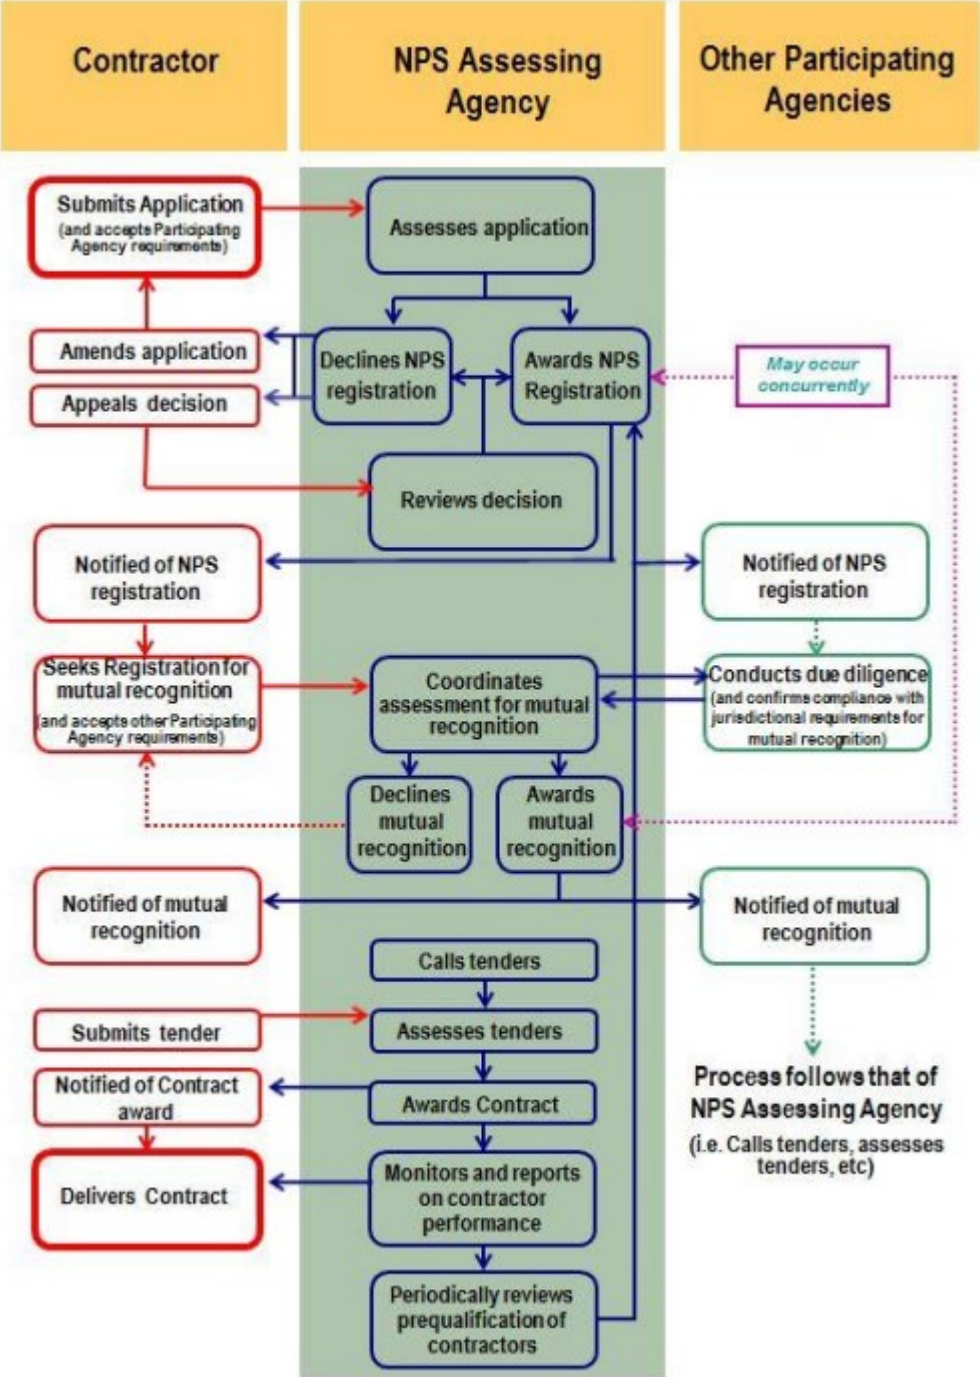 Contractor
NPS Assessing
Agency
Other Participating
Agencies
Submits Application
(and accepts Participating
Agency requirements)
Assesses application
Amends application
Appeals decision
Declines NPS
registration
Awards NPS
Registration
May occur
concurrently
Reviews decision
Notified of NPS
registration
Notified of NPS
registration
Seeks Registration for
mutual recognition
(and accepts other Participating
Agency requirements)
Coordinates
assessment for mutual
recognition
Conducts due diligence
(and confirms compliance with
jurisdictional requirements for
mutual recognition)
Declines
mutual
recognition
Awards
mutual
recognition
Notified of mutual
recognition
Notified of mutual
recognition
Calls tenders
Submits tender
Assesses tenders
Notified of Contract
award
Awards Contract
Process follows that of
NPS Assessing Agency
(i.e. Calls tenders, assesses
tenders, etc)
Delivers Contract
Monitors and reports
on contractor
performance
Periodically reviews
prequalification of
contractors